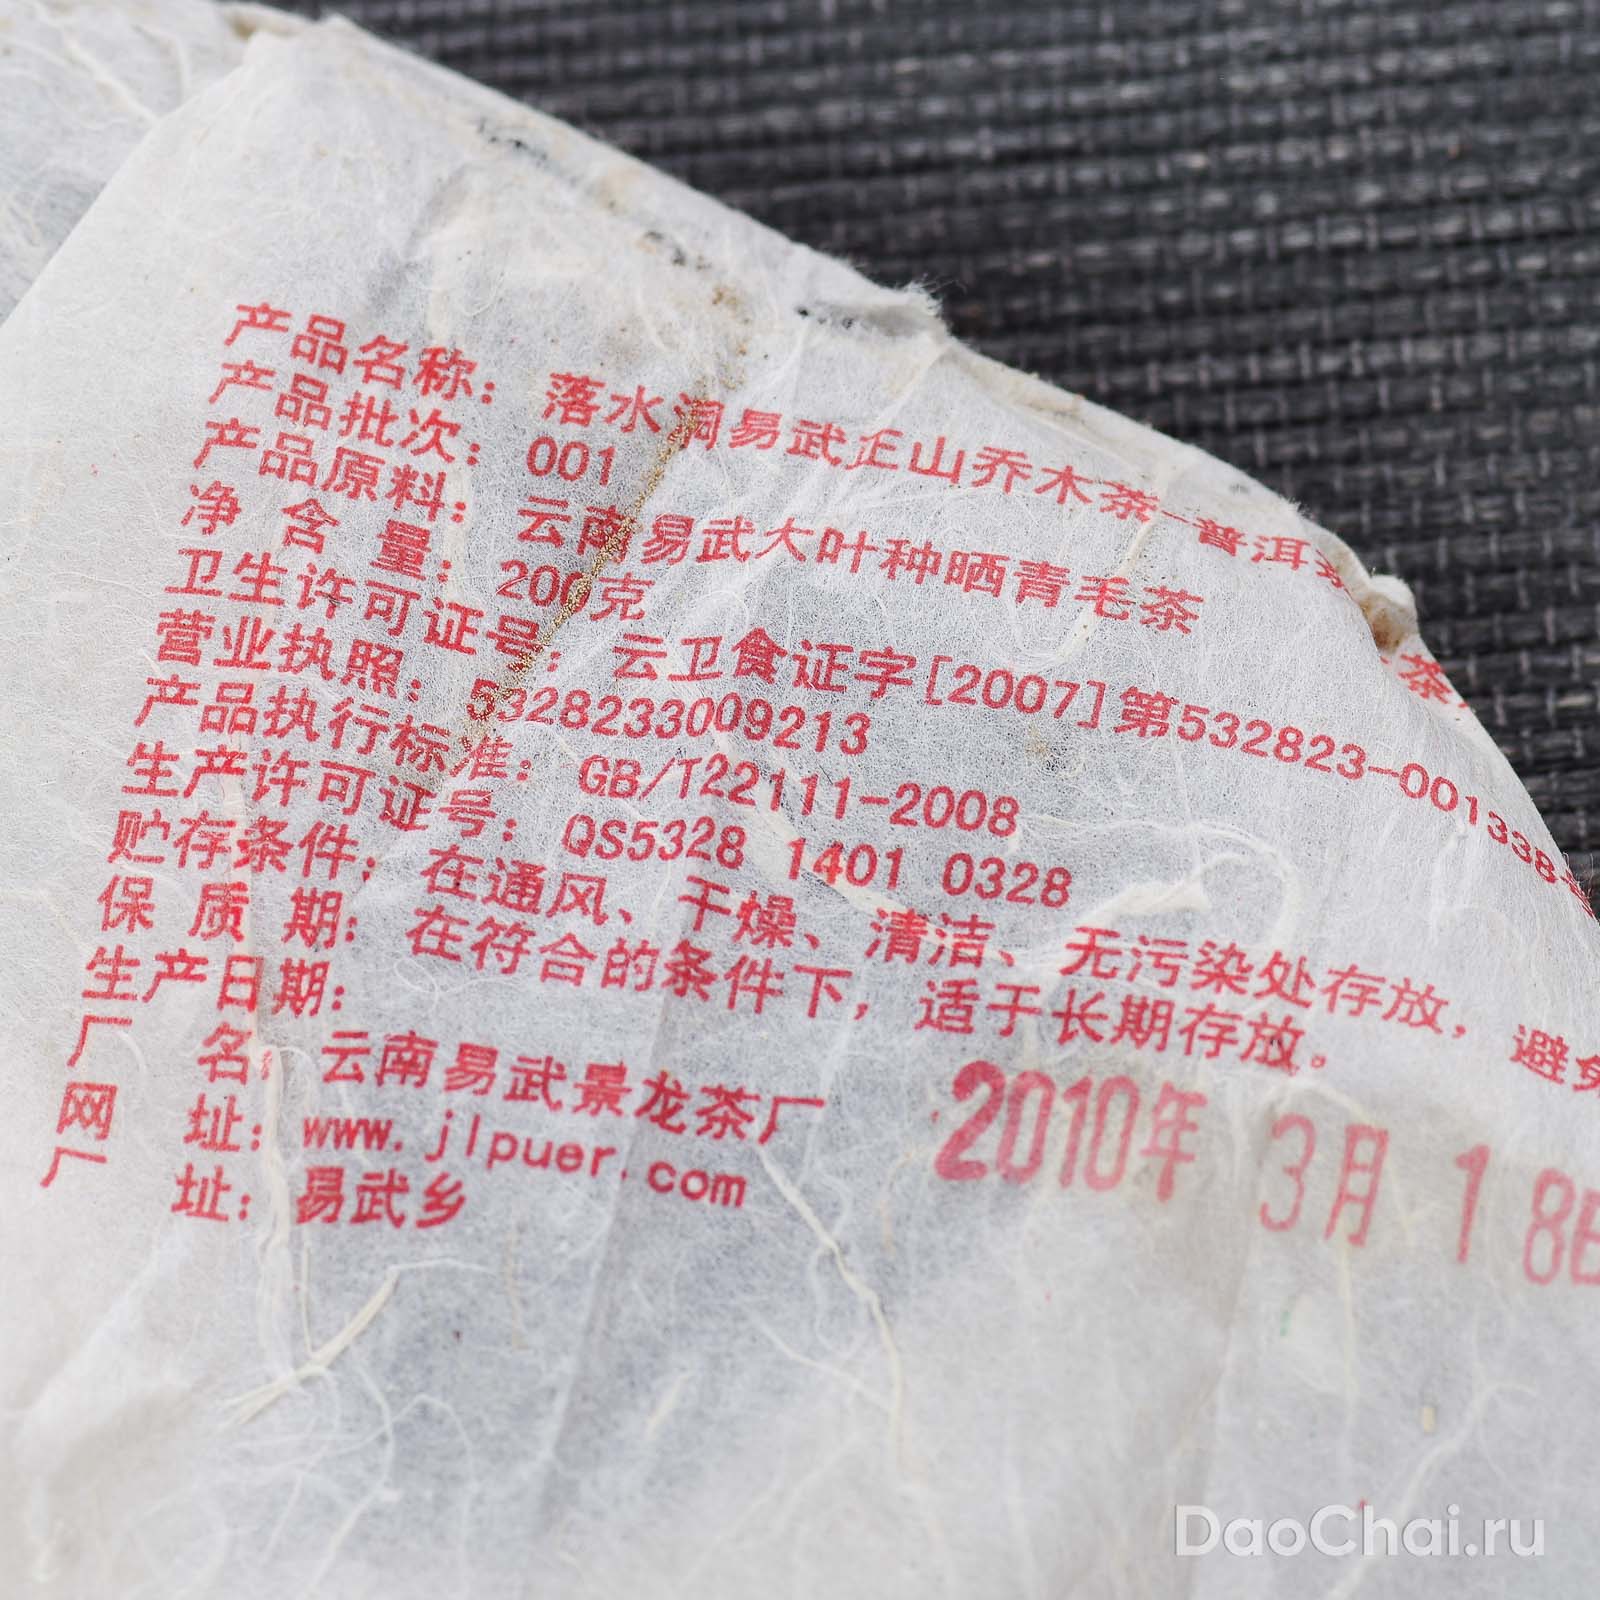 产品名称：落水洞易武正山乔木茶-普洱茶
产品批次：001
产品原料：云南易武大叶种晒青毛茶
净含量：200克
卫生许可证号：云卫食证字[2007]第532823-001338
营业执照：5328233009213
产品执行标准：GB/T22111-2008
生产许可证号：QS5328 1401 0328
贮存条件：在通风、干燥、清洁、无污染处存放，避免
保质期：在符合的条件下，适于长期存放。
生产日期：
2010年 3月 18日
厂名：云南易武景龙茶厂
网址：www.jlpuer.com
厂址：易武乡
DaoChai.ru